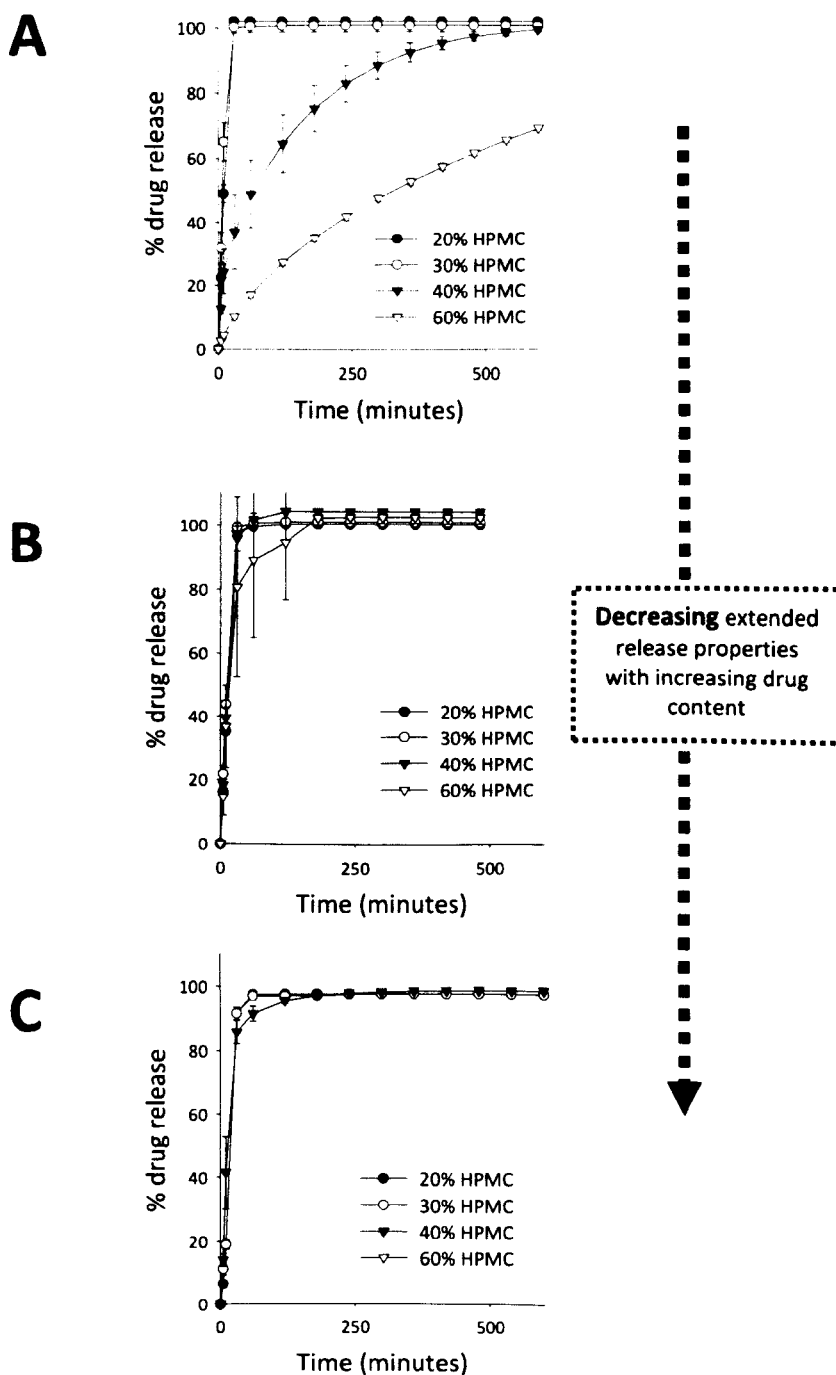 A
% drug release
100
80
60
40
20
0
20% HPMC
30% HPMC
40% HPMC
60% HPMC
0
250
500
Time (minutes)
B
% drug release
100
80
60
40
20
0
20% HPMC
30% HPMC
40% HPMC
60% HPMC
0
250
500
Time (minutes)
Decreasing extended
release properties
with increasing drug
content
C
% drug release
100
80
60
40
20
0
20% HPMC
30% HPMC
40% HPMC
60% HPMC
0
250
500
Time (minutes)